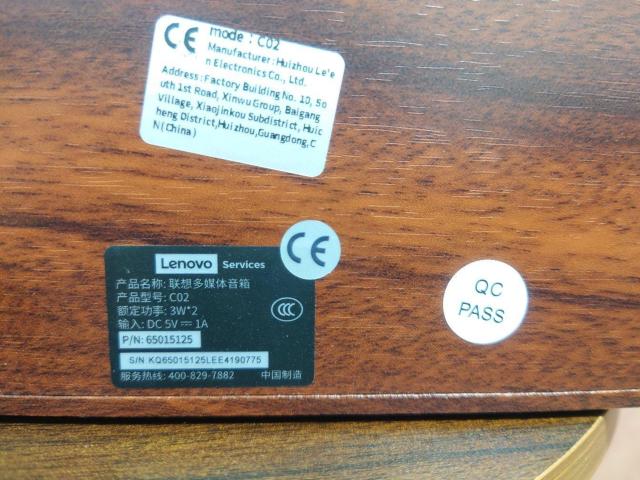 CE
mode : C02
Manufacturer : Huizhou Le'e
n Electronics Co., Ltd.
Address : Factory Building No. 10, So
uth 1st Road, Xinwu Group, Baigang
Village, Xiaojinkou Subdistrict, Huic
heng District,Huizhou,Guangdong,C
N(China)
CE
Lenovo Services
产品名称: 联想多媒体音箱
产品型号: C02
额定功率: 3W*2
CCC
输入: DC 5V⎓1A
P/N: 65015125
S/N KQ65015125LEE4190775
服务热线: 400-829-7882 中国制造
QC
PASS